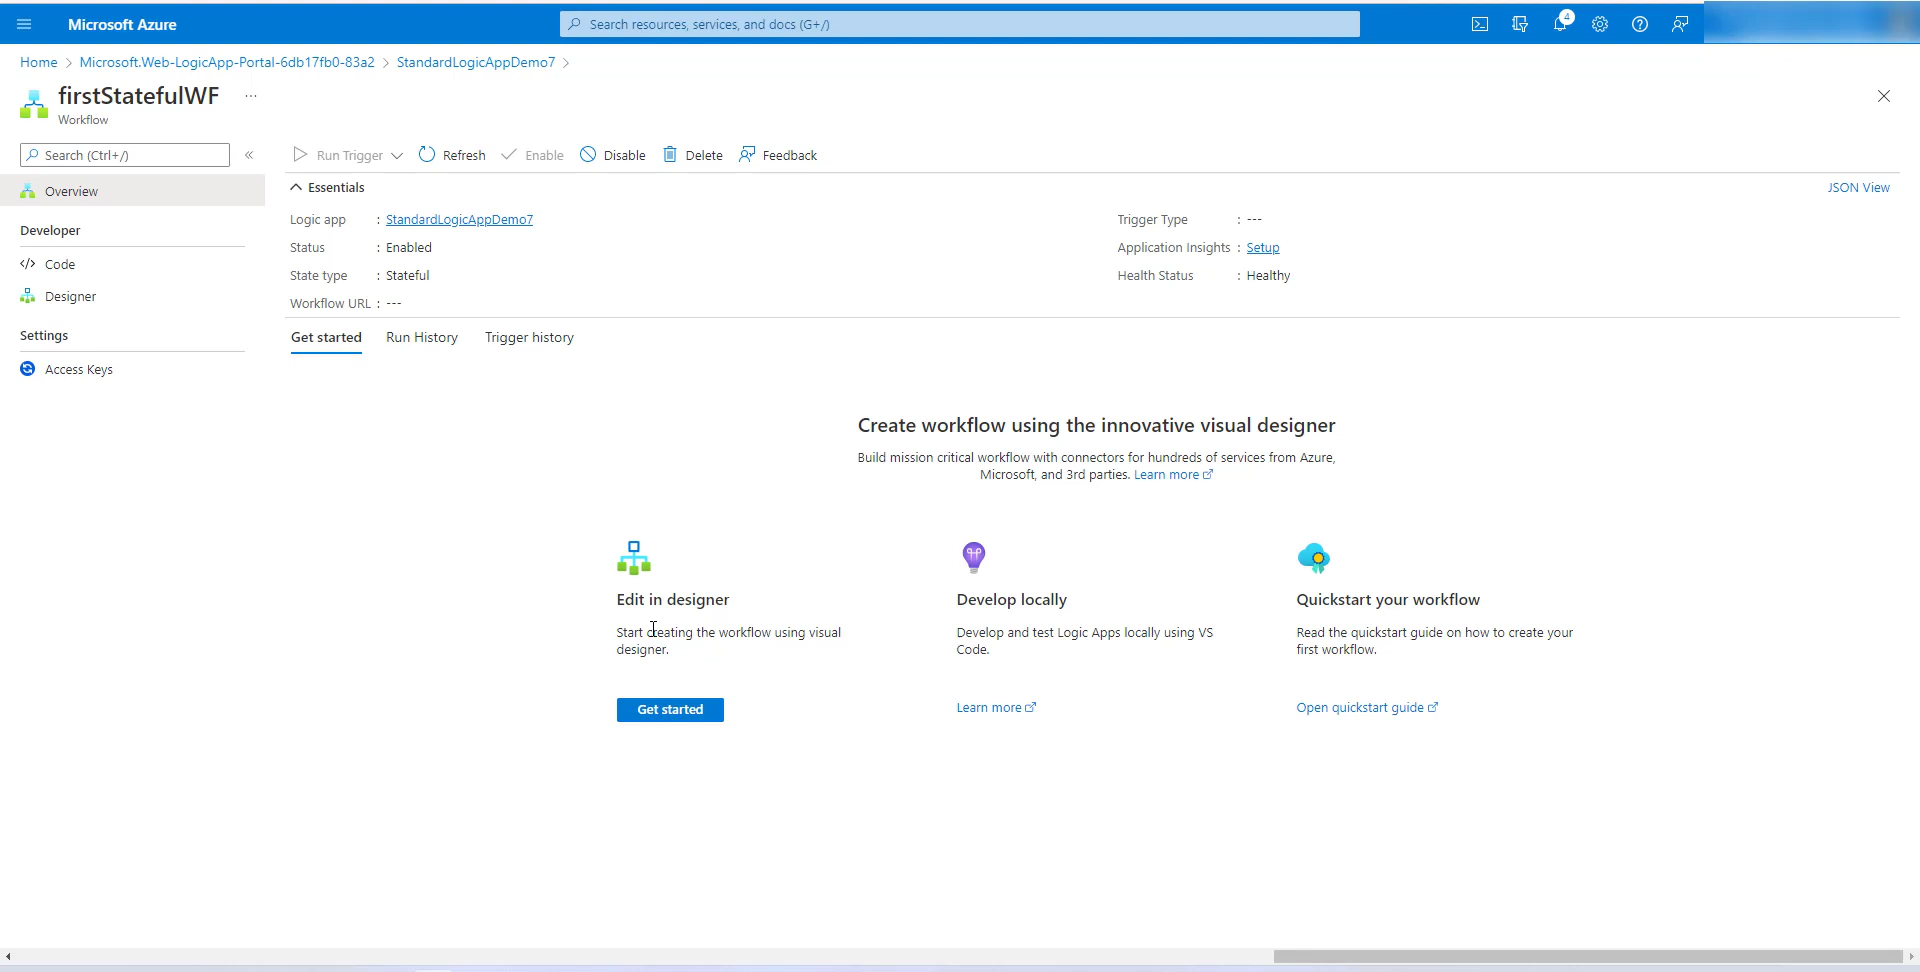 Microsoft Azure
Search resources, services, and docs (G+/)
4
Home > Microsoft.Web-LogicApp-Portal-6db17fb0-83a2 > StandardLogicAppDemo7 >
firstStatefulWF ...
Workflow
Search (Ctrl+/)
«
Run Trigger
Refresh
Enable
Disable
Delete
Feedback
Overview
Developer
Code
Designer
Settings
Access Keys
Essentials
JSON View
Logic app : StandardLogicAppDemo7
Status : Enabled
State type : Stateful
Workflow URL : ---
Trigger Type : ---
Application Insights : Setup
Health Status : Healthy
Get started
Run History
Trigger history
Create workflow using the innovative visual designer
Build mission critical workflow with connectors for hundreds of services from Azure,
Microsoft, and 3rd parties. Learn more
Edit in designer
Start creating the workflow using visual
designer.
Get started
Develop locally
Develop and test Logic Apps locally using VS
Code.
Learn more
Quickstart your workflow
Read the quickstart guide on how to create your
first workflow.
Open quickstart guide